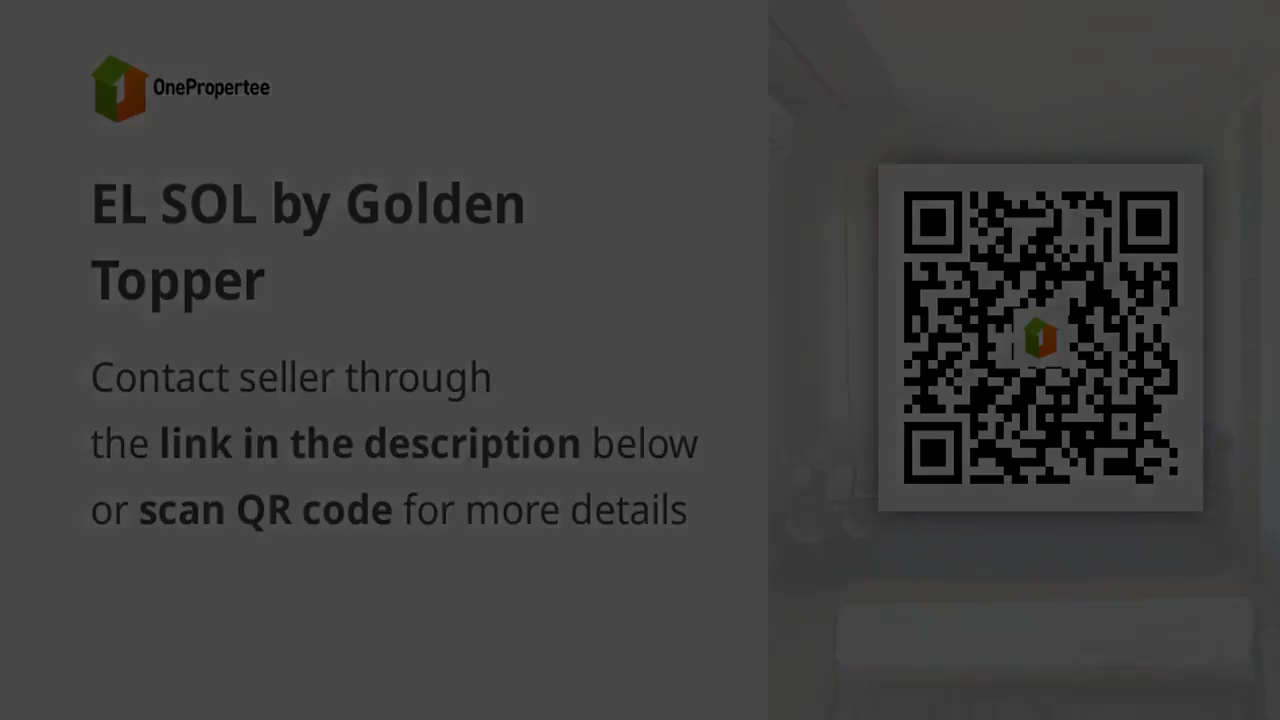 OnePropertee
EL SOL by Golden
Topper
Contact seller through
the link in the description below
or scan QR code for more details